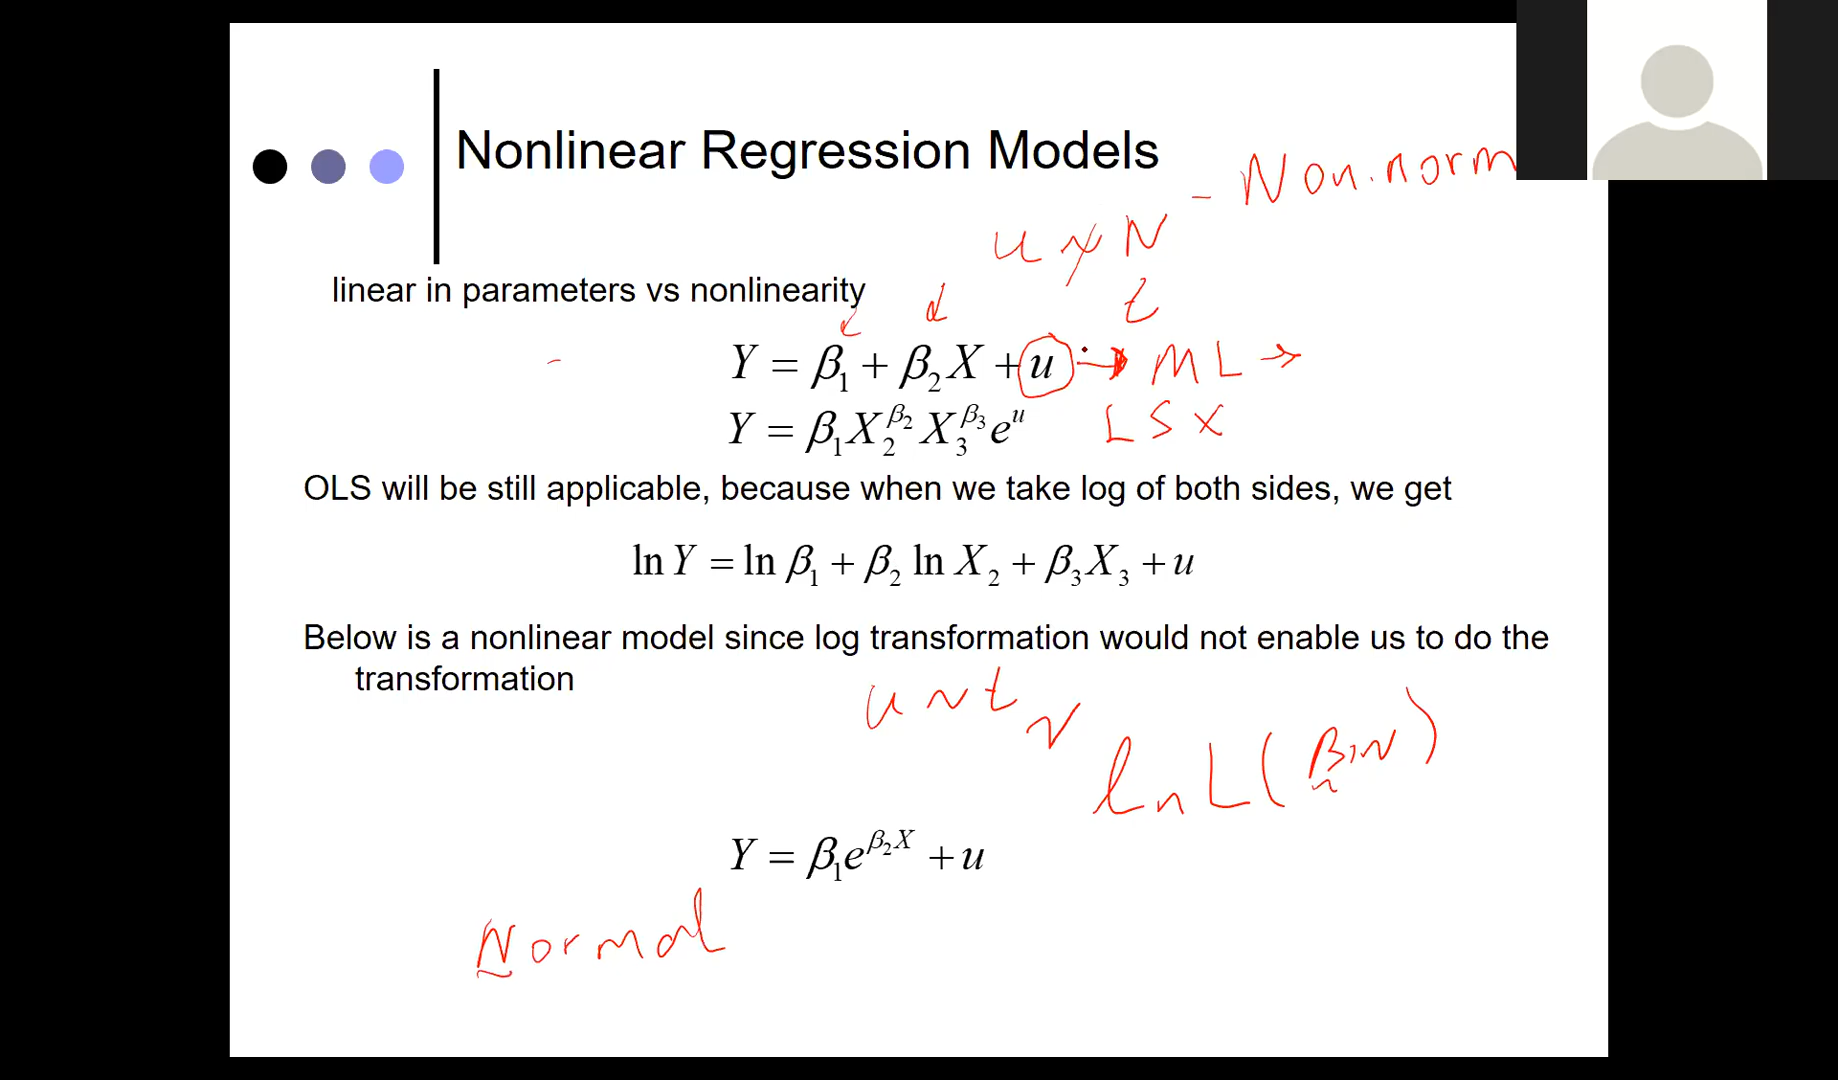 Nonlinear Regression Models
- Non.norm
u ≁ N
linear in parameters vs nonlinearity
t
Y = β₁ + β₂X + u → ML →
Y = β₁X₂^β₂ X₃^β₃ e^u
LS X
OLS will be still applicable, because when we take log of both sides, we get
ln Y = ln β₁ + β₂ ln X₂ + β₃X₃ + u
Below is a nonlinear model since log transformation would not enable us to do the
transformation
u ~ t_ν
ln L(
Y = β₁e^{β₂X} + u
Normal